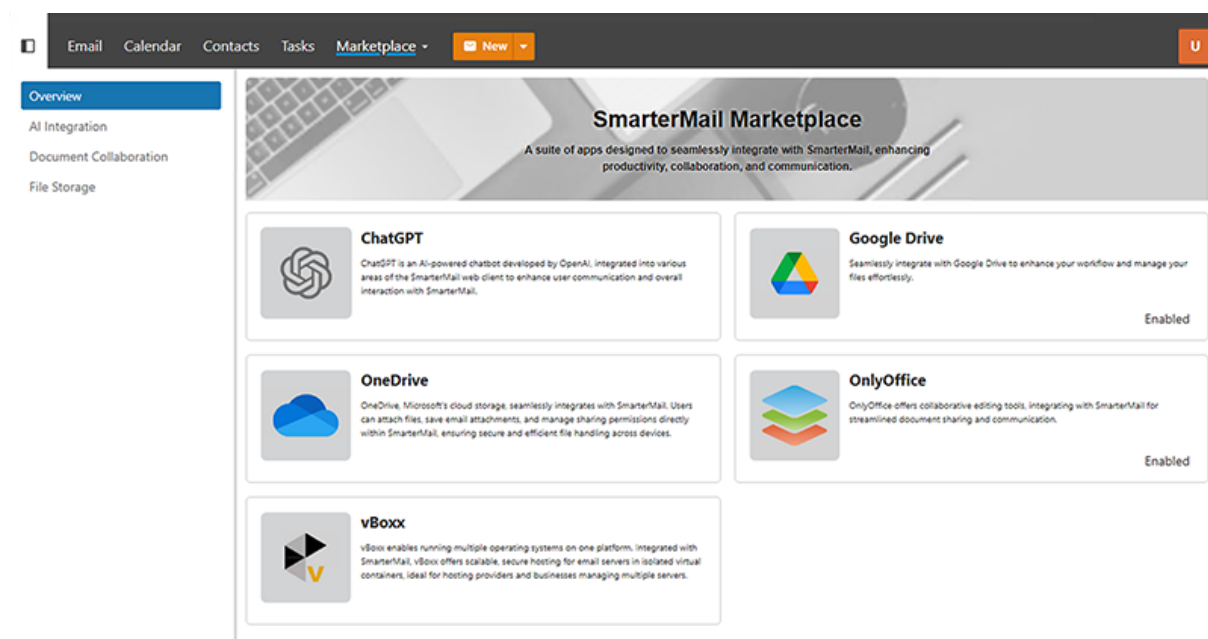 Email Calendar Contacts Tasks Marketplace New U
Overview
AI Integration
Document Collaboration
File Storage
SmarterMail Marketplace
A suite of apps designed to seamlessly integrate with SmarterMail, enhancing
productivity, collaboration, and communication.
ChatGPT
ChatGPT is an AI-powered chatbot developed by OpenAI, integrated into various
areas of the SmarterMail web client to enhance user communication and overall
interaction with SmarterMail.
Google Drive
Seamlessly integrate with Google Drive to enhance your workflow and manage your
files effortlessly.
Enabled
OneDrive
OneDrive, Microsoft's cloud storage, seamlessly integrates with SmarterMail. Users
can attach files, save email attachments, and manage sharing permissions directly
within SmarterMail, ensuring secure and efficient file handling across devices.
OnlyOffice
OnlyOffice offers collaborative editing tools, integrating with SmarterMail for
streamlined document sharing and communication.
Enabled
V
vBoxx
vBoxx enables running multiple operating systems on one platform. Integrated with
SmarterMail, vBoxx offers scalable, secure hosting for email servers in isolated virtual
containers, ideal for hosting providers and businesses managing multiple servers.